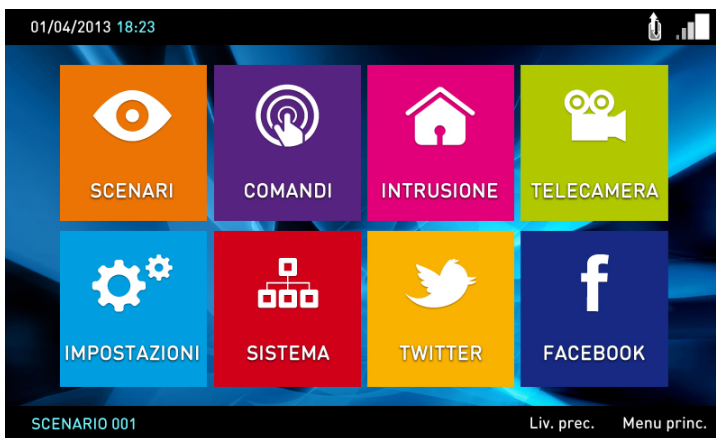 01/04/2013 18:23
SCENARI COMANDI INTRUSIONE TELECAMERA
IMPOSTAZIONI SISTEMA TWITTER FACEBOOK
SCENARIO 001 Liv. prec. Menu princ.